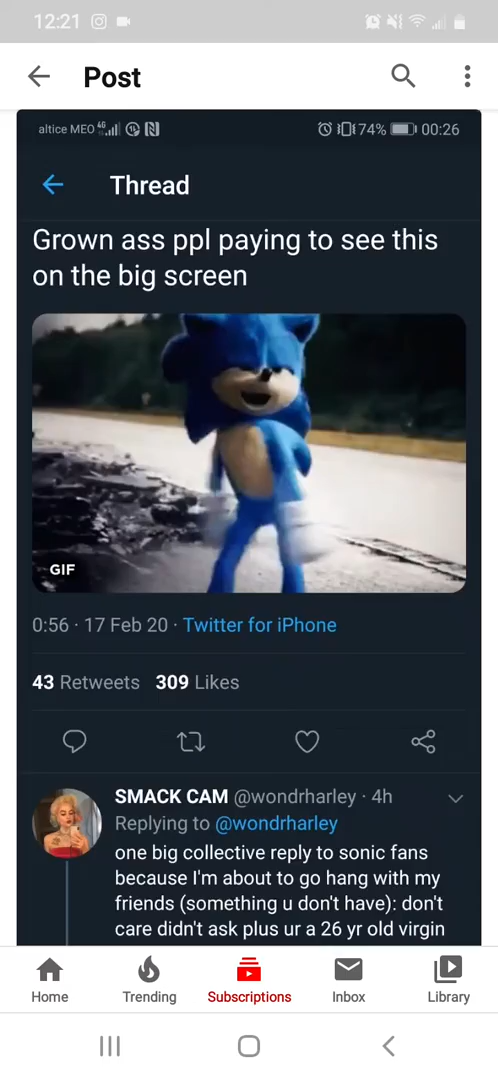 12:21
Post
altice MEO 4G 74% 00:26
Thread
Grown ass ppl paying to see this
on the big screen
GIF
0:56 · 17 Feb 20 · Twitter for iPhone
43 Retweets 309 Likes
SMACK CAM @wondrharley · 4h
Replying to @wondrharley
one big collective reply to sonic fans
because I'm about to go hang with my
friends (something u don't have): don't
care didn't ask plus ur a 26 yr old virgin
Home Trending Subscriptions Inbox Library